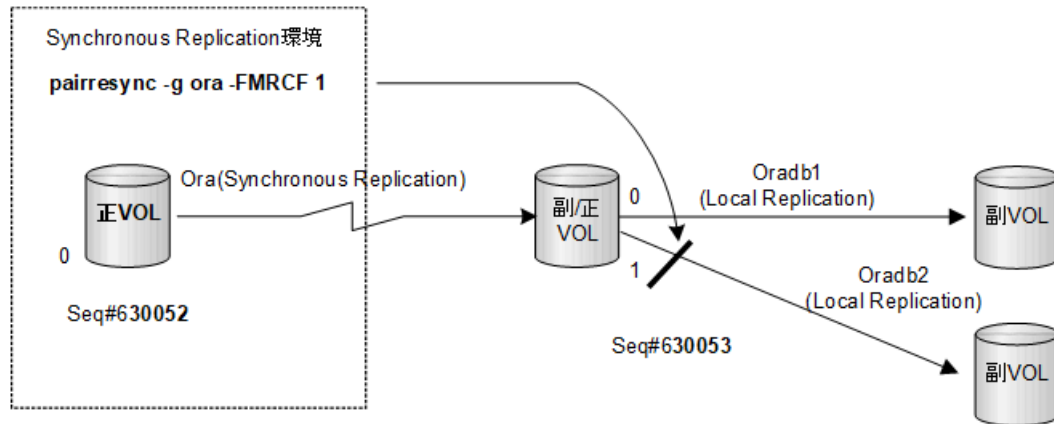 Synchronous Replication環境
pairresync -g ora -FMRCF 1
Ora(Synchronous Replication)
正VOL
0
Seq#630052
副/正
VOL
0
1
Seq#630053
Oradb1
(Local Replication)
副VOL
Oradb2
(Local Replication)
副VOL